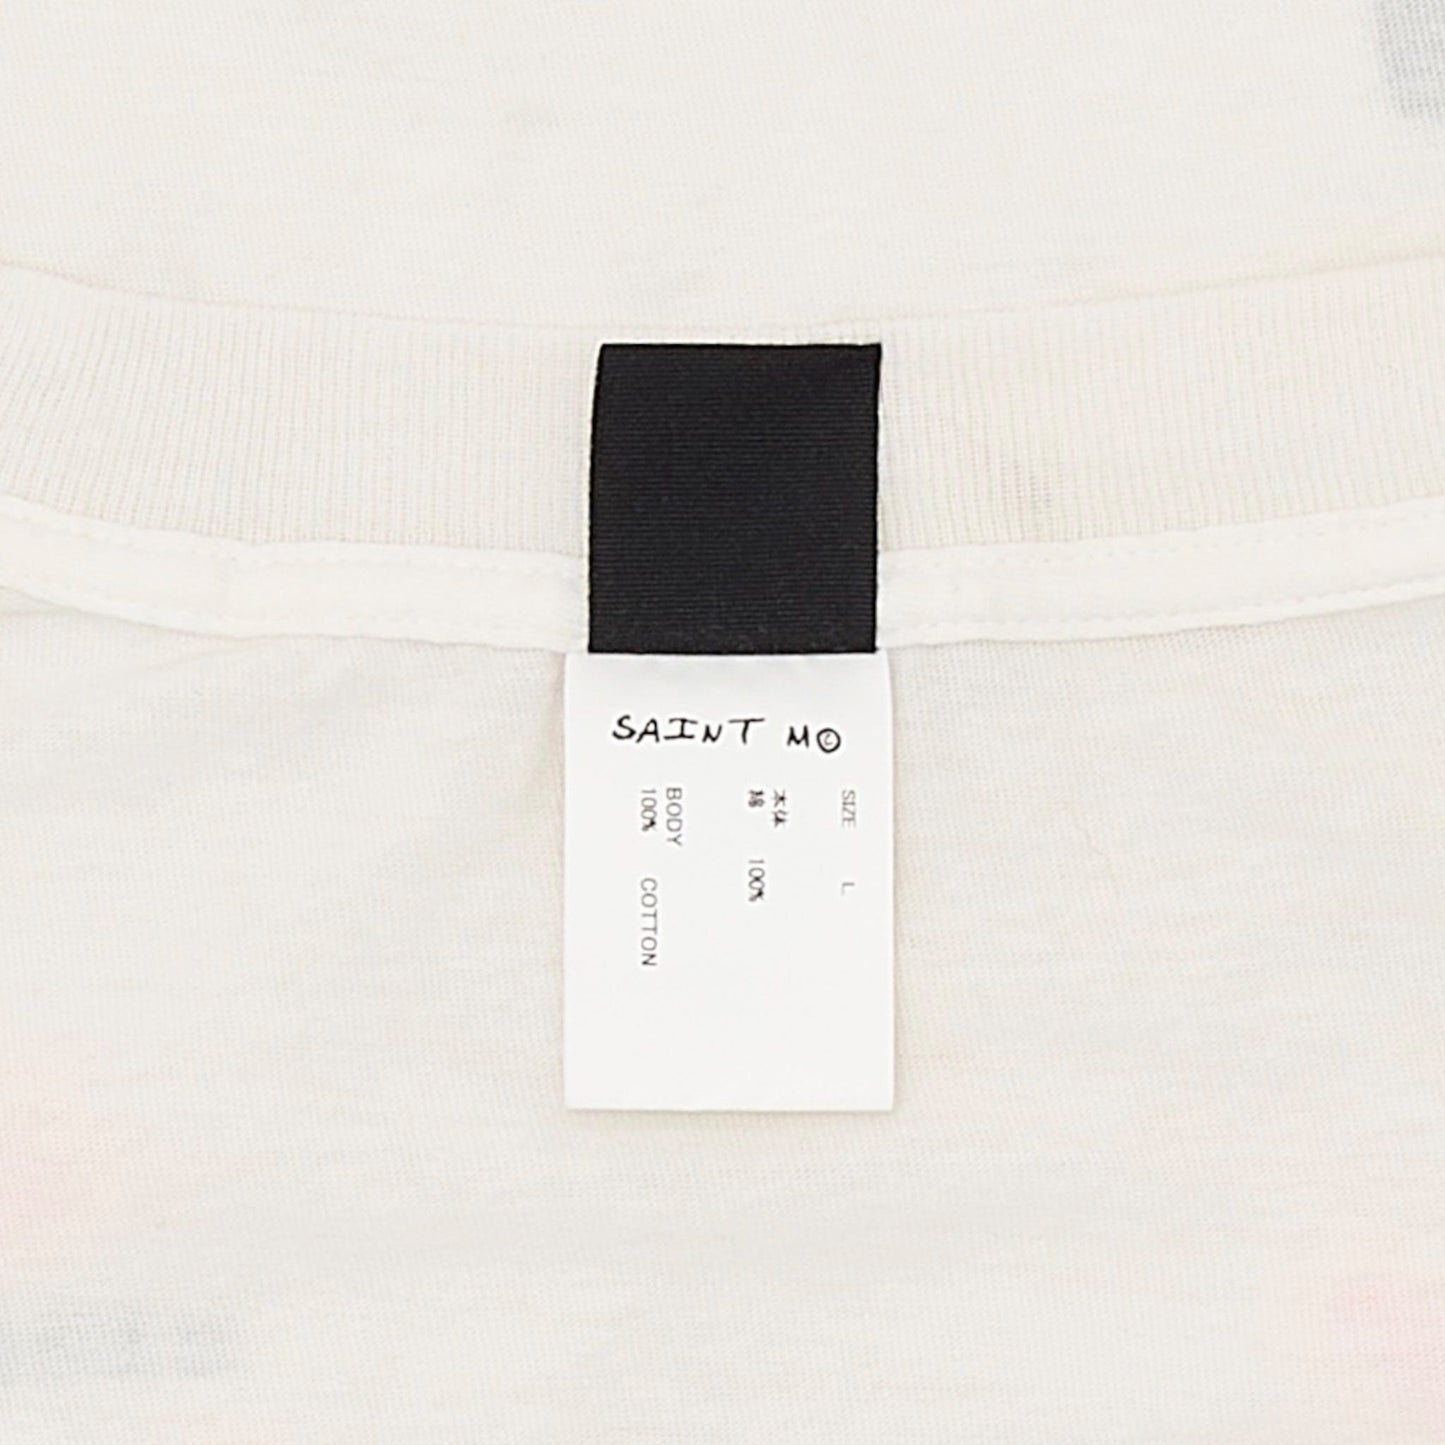 SAINT M©
SIZE L
本体
綿 100%
BODY
100% COTTON